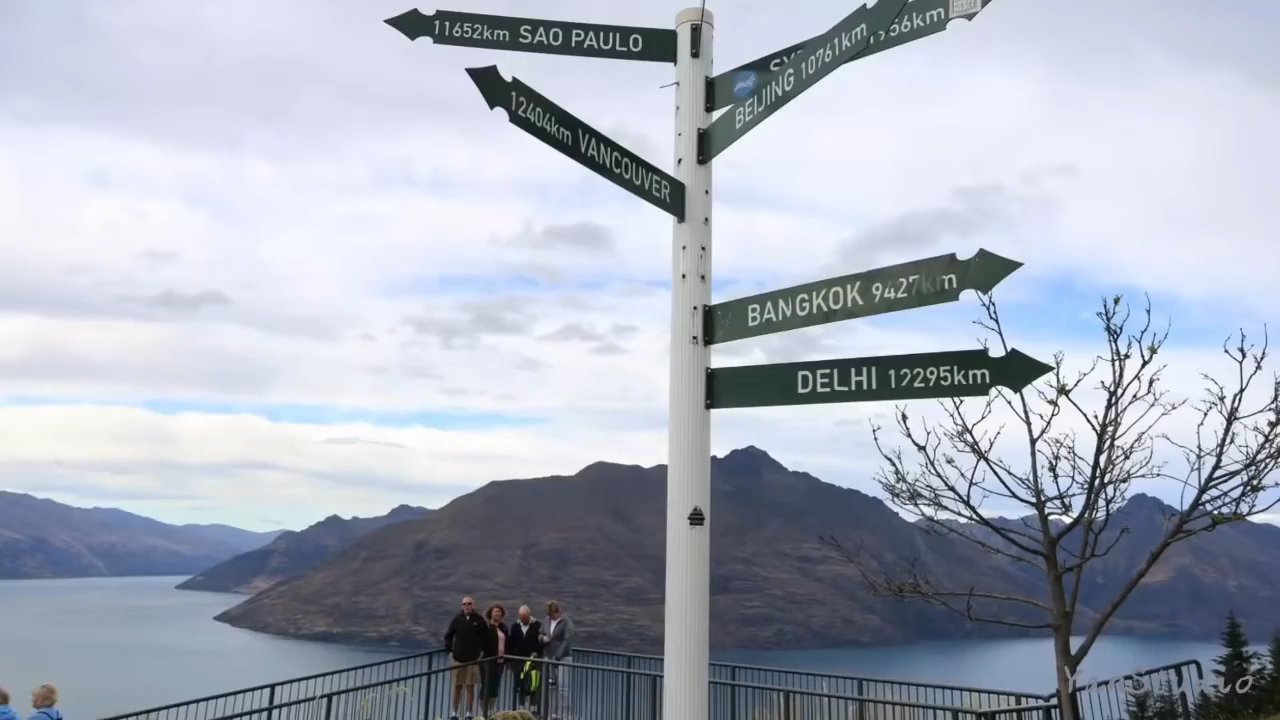 11652km SAO PAULO
12404km VANCOUVER
BEIJING 10761km
BANGKOK 9427km
DELHI 12295km